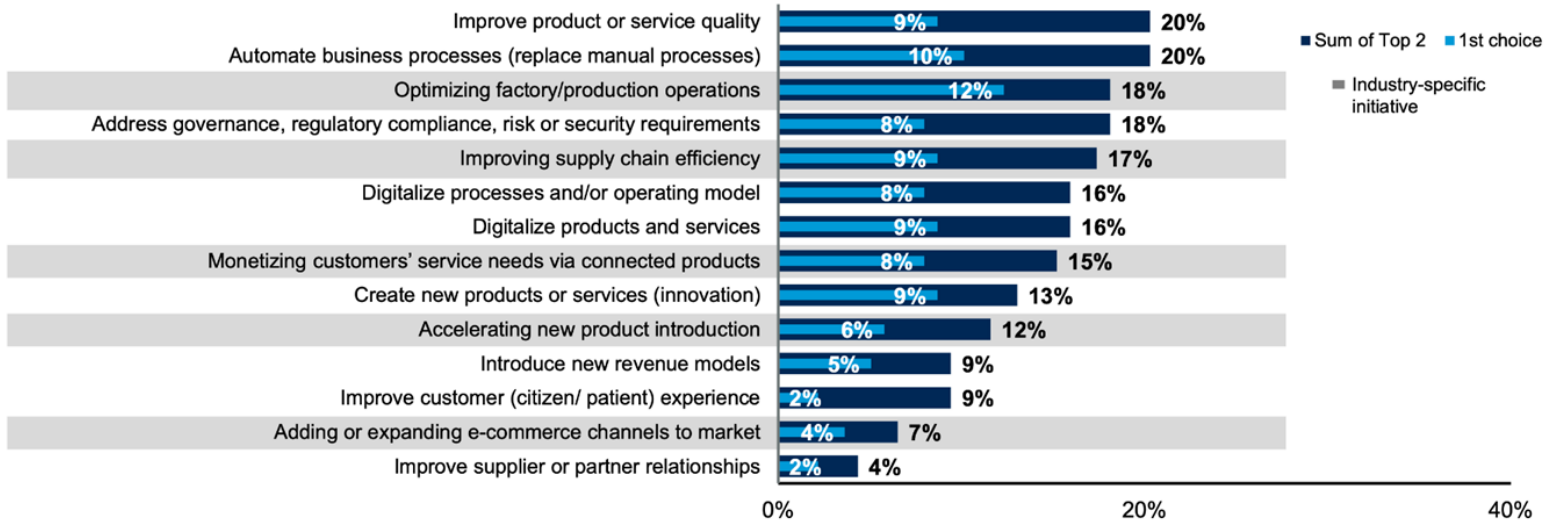 Improve product or service quality 9% 20%
Sum of Top 2 1st choice
Automate business processes (replace manual processes) 10% 20%
Optimizing factory/production operations 12% 18%
Industry-specific
initiative
Address governance, regulatory compliance, risk or security requirements 8% 18%
Improving supply chain efficiency 9% 17%
Digitalize processes and/or operating model 8% 16%
Digitalize products and services 9% 16%
Monetizing customers’ service needs via connected products 8% 15%
Create new products or services (innovation) 9% 13%
Accelerating new product introduction 6% 12%
Introduce new revenue models 5% 9%
Improve customer (citizen/ patient) experience 2% 9%
Adding or expanding e-commerce channels to market 4% 7%
Improve supplier or partner relationships 2% 4%
0% 20% 40%